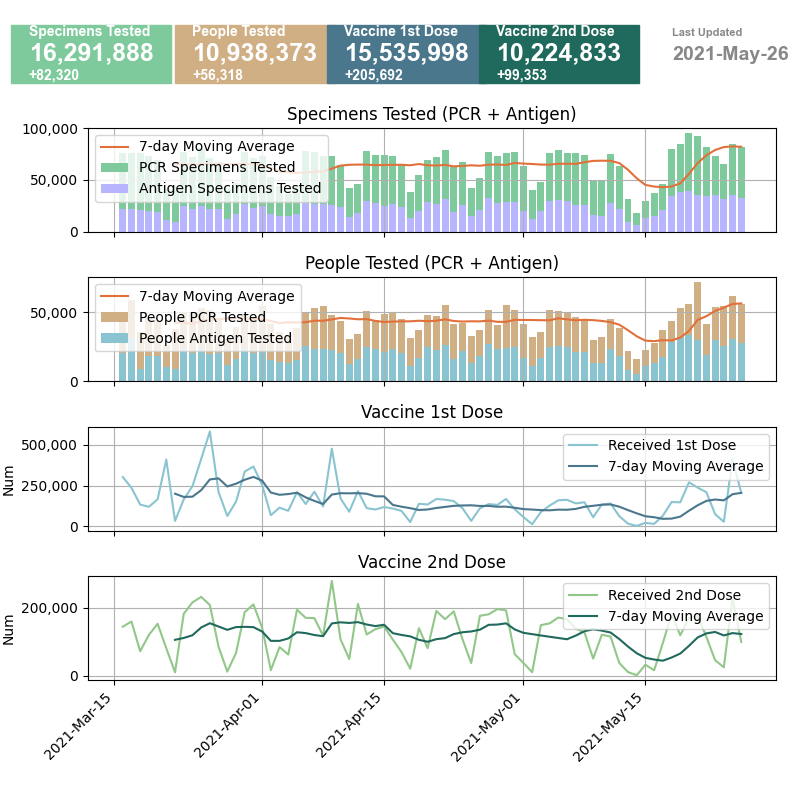 Specimens Tested
16,291,888
+82,320
People Tested
10,938,373
+56,318
Vaccine 1st Dose
15,535,998
+205,692
Vaccine 2nd Dose
10,224,833
+99,353
Last Updated
2021-May-26
Specimens Tested (PCR + Antigen)
100,000
50,000
0
7-day Moving Average
PCR Specimens Tested
Antigen Specimens Tested
People Tested (PCR + Antigen)
50,000
0
7-day Moving Average
People PCR Tested
People Antigen Tested
Vaccine 1st Dose
Num
500,000
250,000
0
Received 1st Dose
7-day Moving Average
Vaccine 2nd Dose
Num
200,000
0
Received 2nd Dose
7-day Moving Average
2021-Mar-15
2021-Apr-01
2021-Apr-15
2021-May-01
2021-May-15